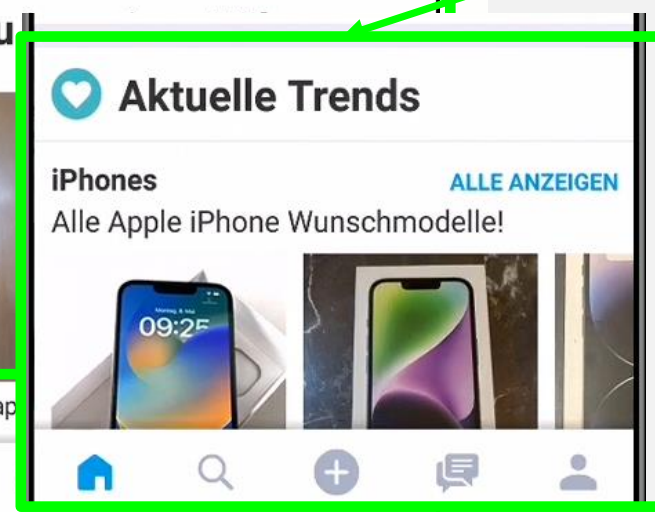 Aktuelle Trends
iPhones
ALLE ANZEIGEN
Alle Apple iPhone Wunschmodelle!
09:25